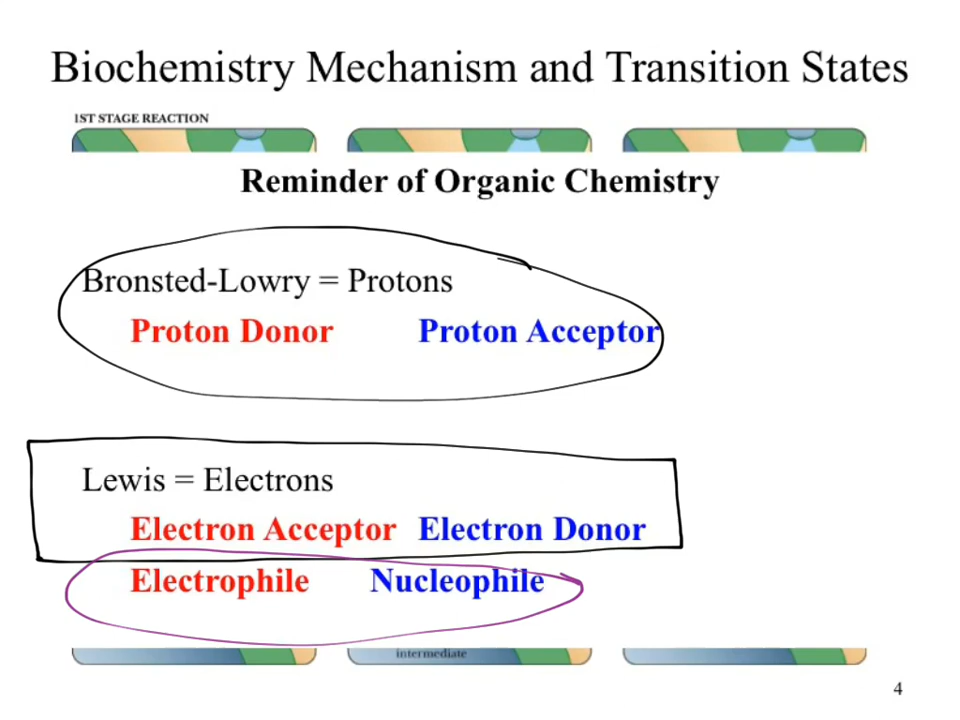 Biochemistry Mechanism and Transition States
1ST STAGE REACTION
Reminder of Organic Chemistry
Bronsted-Lowry = Protons
Proton Donor Proton Acceptor
Lewis = Electrons
Electron Acceptor Electron Donor
Electrophile Nucleophile
intermediate
4